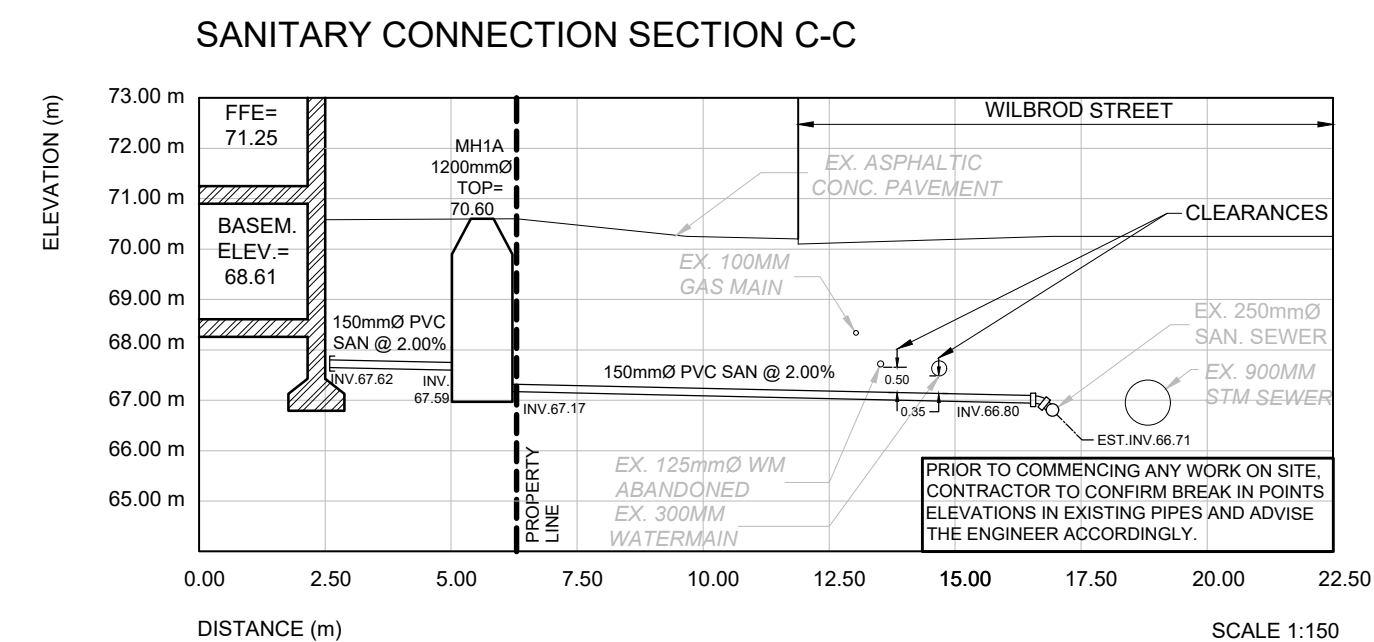 SANITARY CONNECTION SECTION C-C
ELEVATION (m)
73.00 m
72.00 m
71.00 m
70.00 m
69.00 m
68.00 m
67.00 m
66.00 m
65.00 m
FFE=
71.25
BASEM.
ELEV.=
68.61
MH1A
1200mmØ
TOP=
70.60
WILBROD STREET
EX. ASPHALTIC
CONC. PAVEMENT
CLEARANCES
EX. 100MM
GAS MAIN
150mmØ PVC
SAN @ 2.00%
INV.67.62
INV.
67.59
150mmØ PVC SAN @ 2.00%
INV.67.17
0.50
0.35
INV.66.80
EX. 250mmØ
SAN. SEWER
EX. 900MM
STM SEWER
EST.INV.66.71
PROPERTY
LINE
EX. 125mmØ WM
ABANDONED
EX. 300MM
WATERMAIN
PRIOR TO COMMENCING ANY WORK ON SITE,
CONTRACTOR TO CONFIRM BREAK IN POINTS
ELEVATIONS IN EXISTING PIPES AND ADVISE
THE ENGINEER ACCORDINGLY.
0.00
2.50
5.00
7.50
10.00
12.50
15.00
17.50
20.00
22.50
DISTANCE (m)
SCALE 1:150